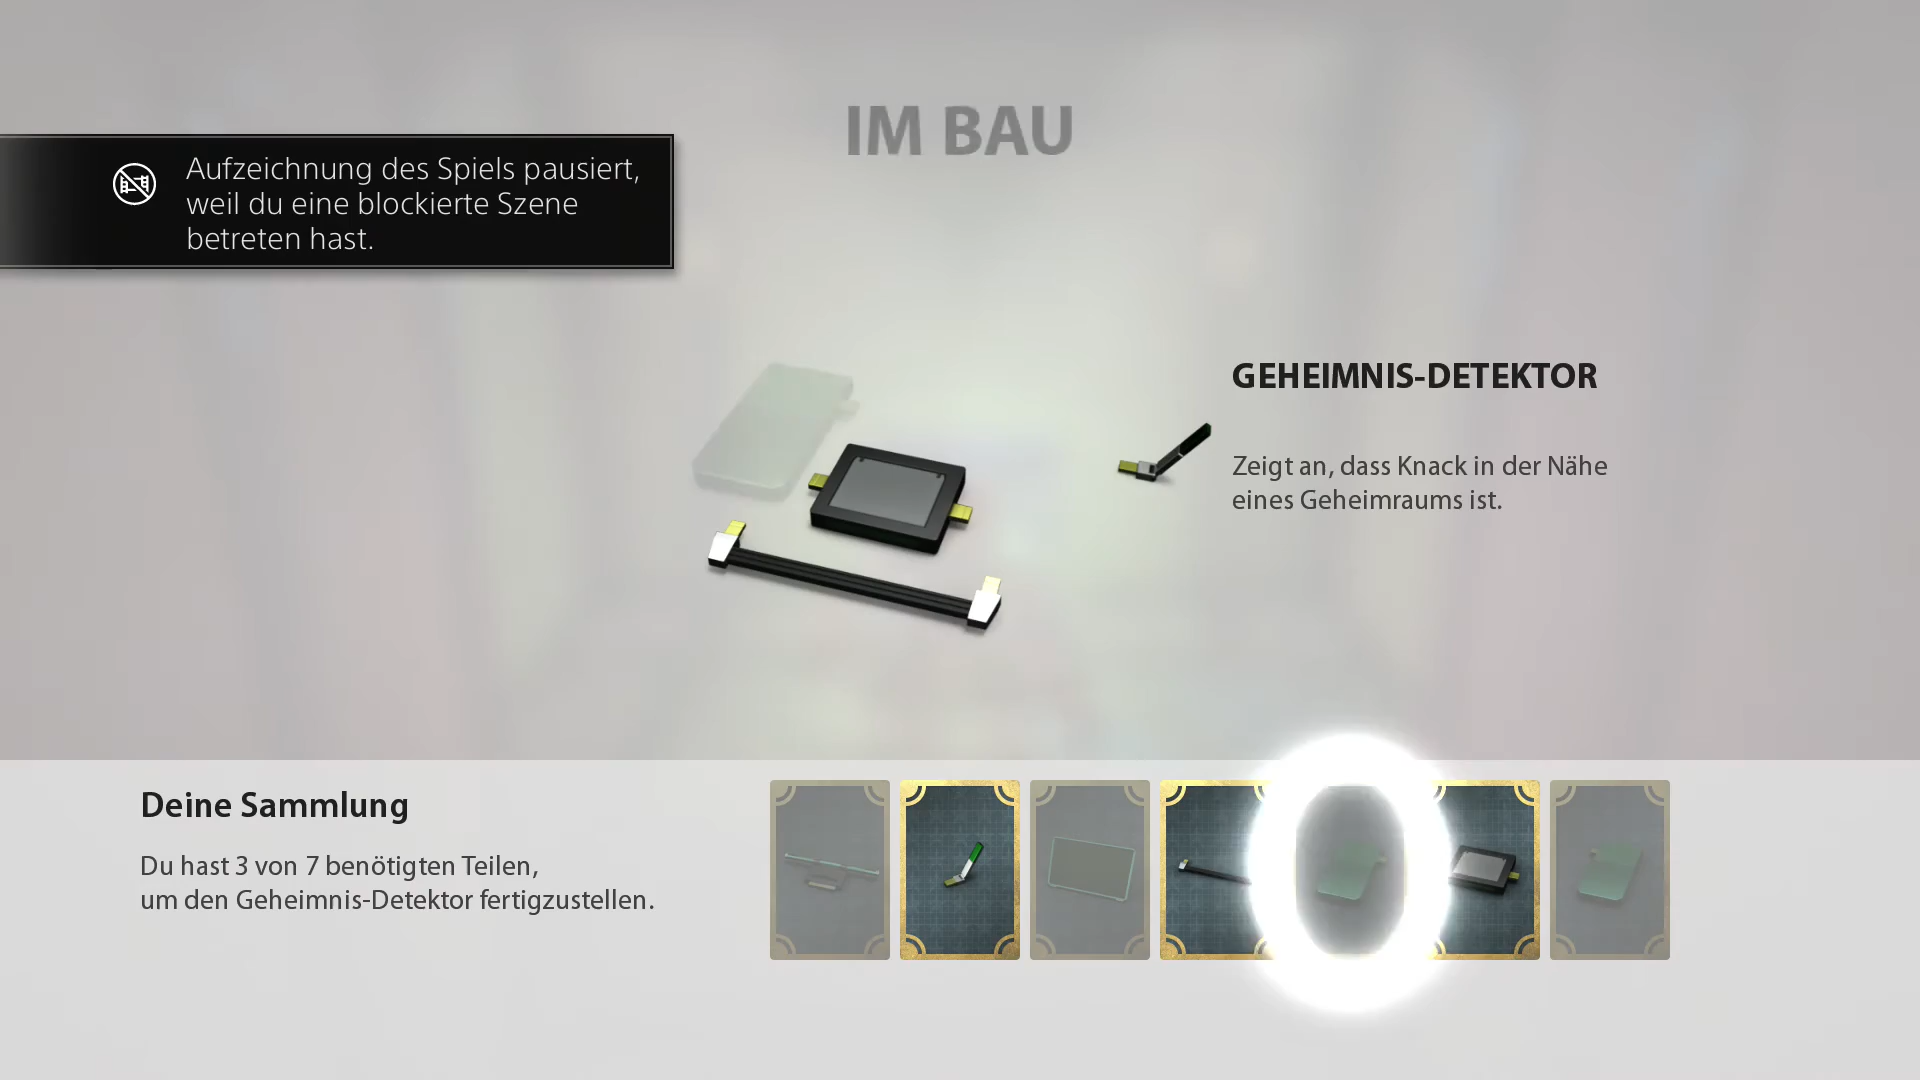 IM BAU
Aufzeichnung des Spiels pausiert,
weil du eine blockierte Szene
betreten hast.
GEHEIMNIS-DETEKTOR
Zeigt an, dass Knack in der Nähe
eines Geheimraums ist.
Deine Sammlung
Du hast 3 von 7 benötigten Teilen,
um den Geheimnis-Detektor fertigzustellen.